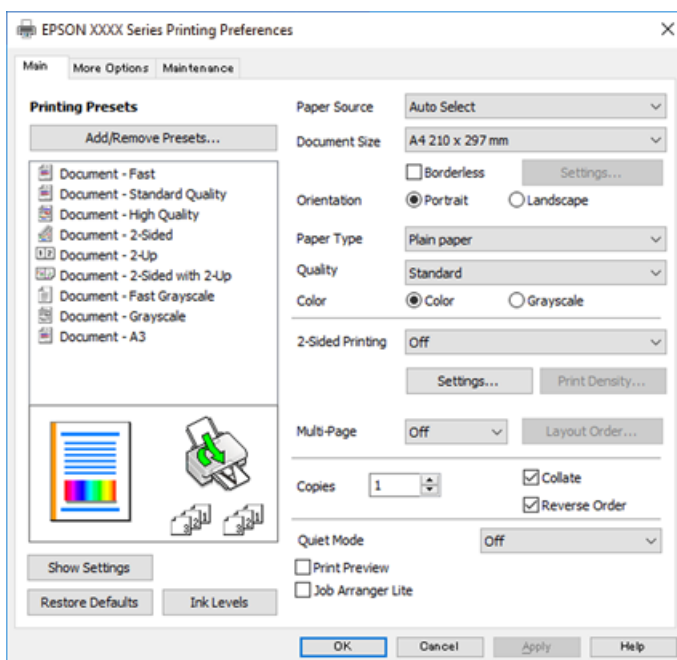 EPSON XXXX Series Printing Preferences
Main More Options Maintenance
Printing Presets
Add/Remove Presets...
Document - Fast
Document - Standard Quality
Document - High Quality
Document - 2-Sided
Document - 2-Up
Document - 2-Sided with 2-Up
Document - Fast Grayscale
Document - Grayscale
Document - A3
Show Settings
Restore Defaults Ink Levels
Paper Source Auto Select
Document Size A4 210 x 297 mm
Borderless Settings...
Orientation Portrait Landscape
Paper Type Plain paper
Quality Standard
Color Color Grayscale
2-Sided Printing Off
Settings... Print Density...
Multi-Page Off Layout Order...
Copies 1 Collate
Reverse Order
Quiet Mode Off
Print Preview
Job Arranger Lite
OK Cancel Apply Help